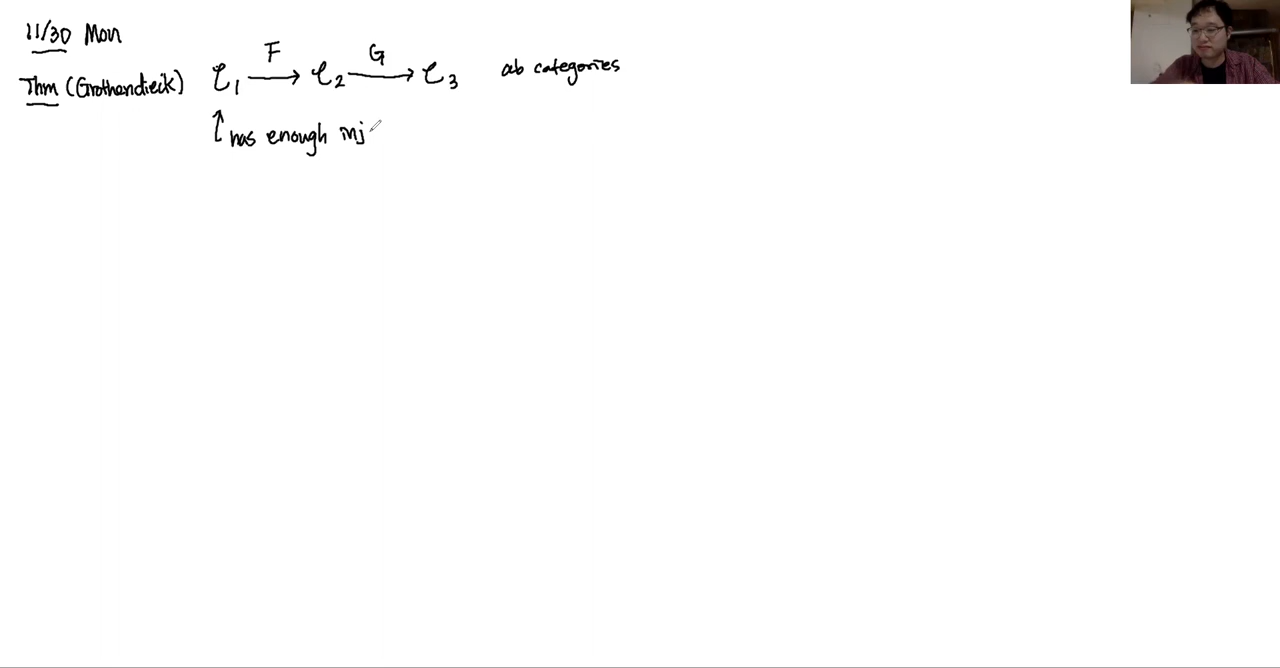 11/30 Mon
Thm (Grothendieck) C₁ —F→ C₂ —G→ C₃ ab categories
↑ has enough inj